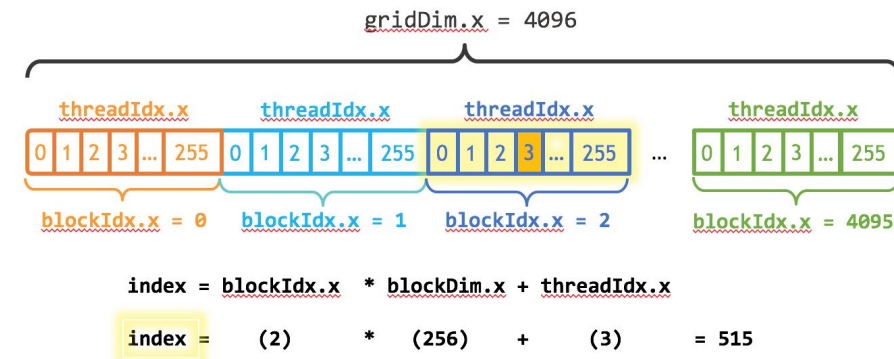 gridDim.x = 4096
threadIdx.x threadIdx.x threadIdx.x threadIdx.x
0 1 2 3 ... 255 0 1 2 3 ... 255 0 1 2 3 ... 255 ... 0 1 2 3 ... 255
blockIdx.x = 0 blockIdx.x = 1 blockIdx.x = 2 blockIdx.x = 4095
index = blockIdx.x * blockDim.x + threadIdx.x
index = (2) * (256) + (3) = 515